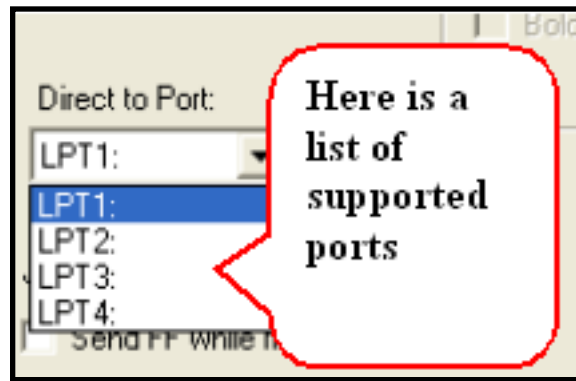 Bold
Direct to Port:
LPT1:
LPT1:
LPT2:
LPT3:
LPT4:
Send FF while
Here is a
list of
supported
ports